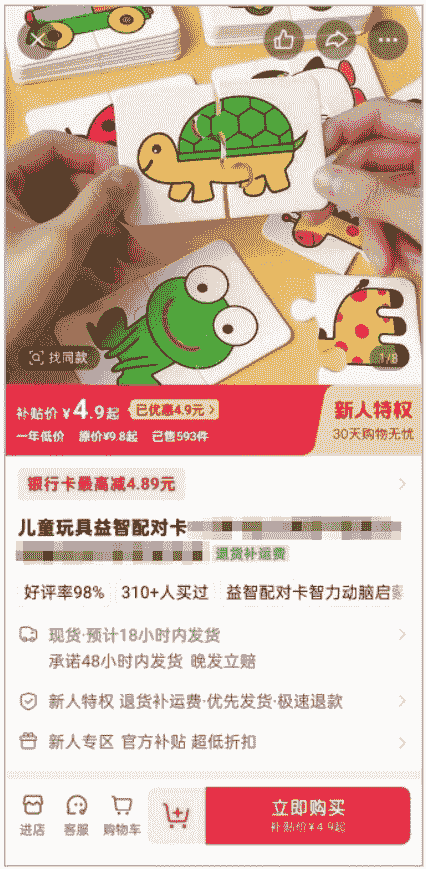 找同款
1/8
补贴价 ¥4.9起 已优惠4.9元
一年低价 原价¥9.8起 已售593件
新人特权
30天购物无忧
银行卡最高减4.89元
儿童玩具益智配对卡
退货补运费
好评率98% 310+人买过 益智配对卡智力动脑启蒙
现货·预计18小时内发货
承诺48小时内发货 晚发立赔
新人特权 退货补运费·优先发货·极速退款
新人专区 官方补贴 超低折扣
进店 客服 购物车
立即购买
补贴价¥4.9起